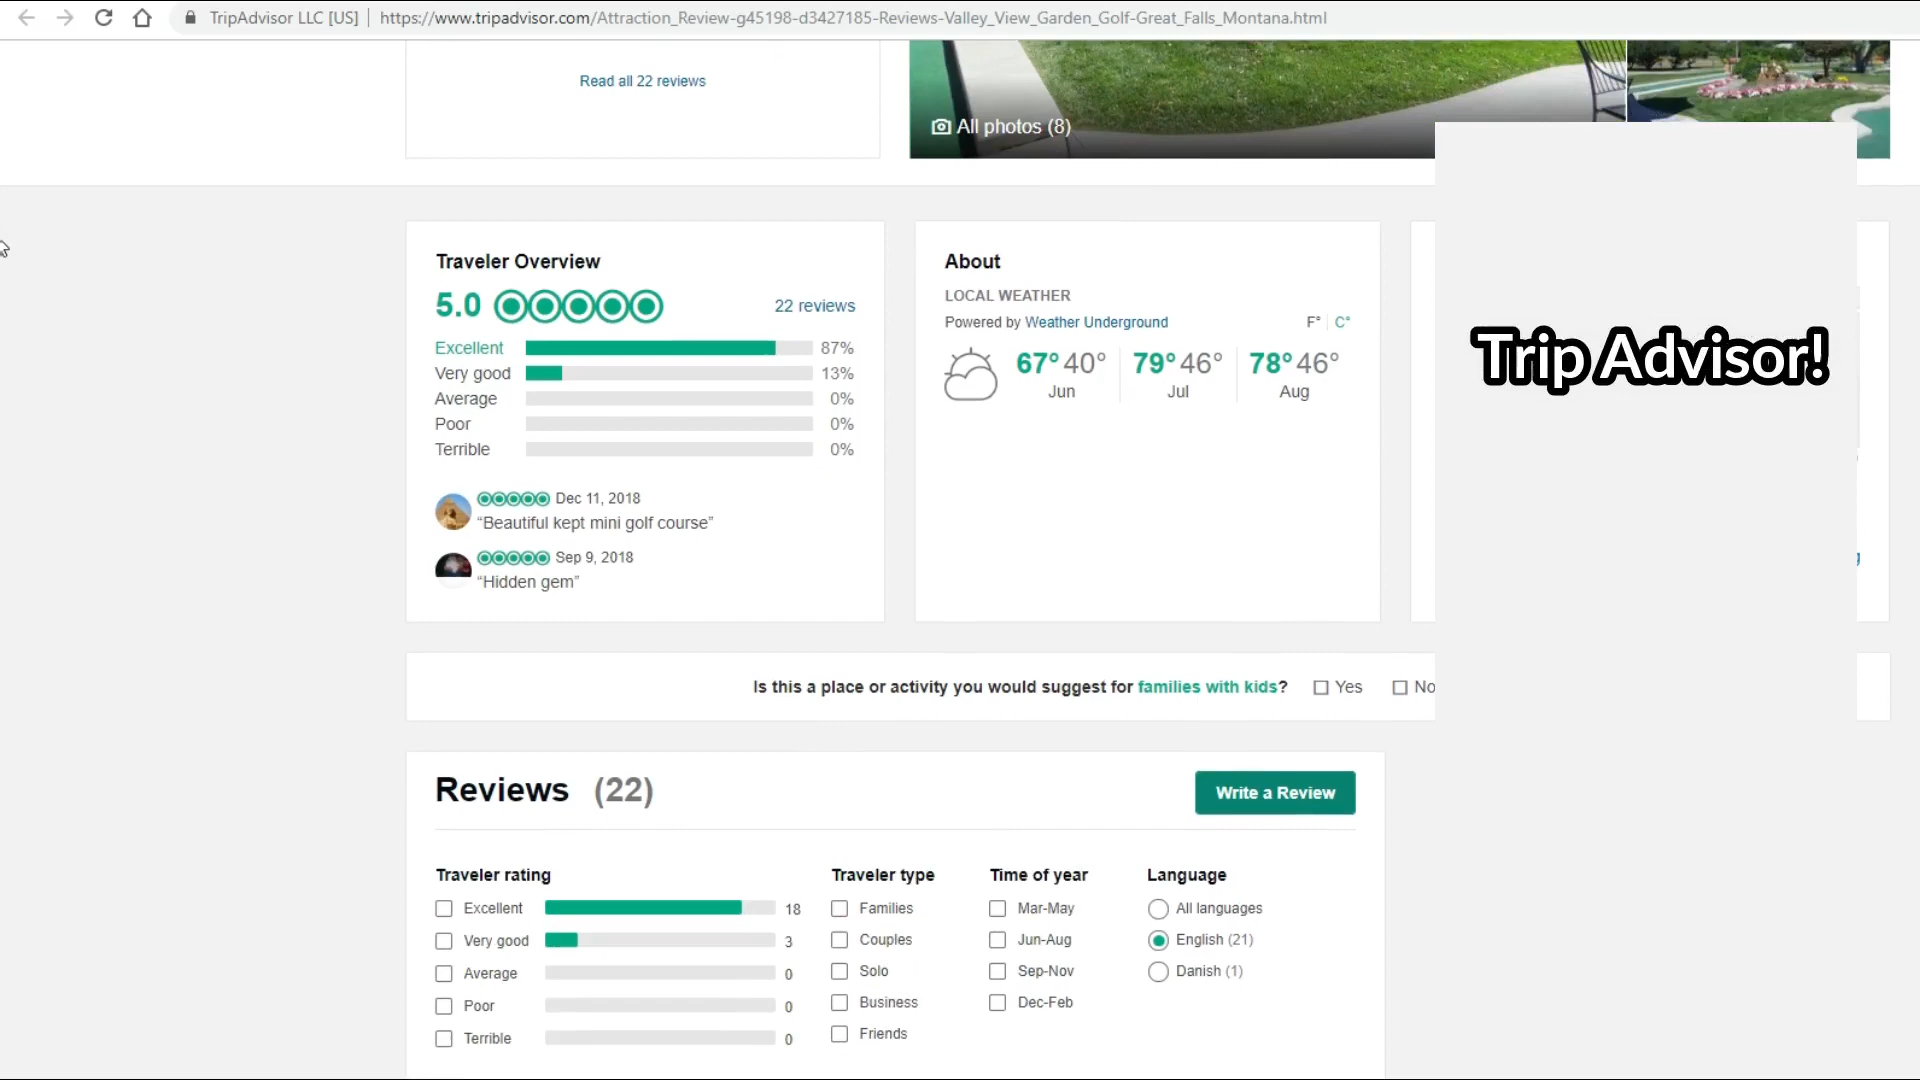 TripAdvisor LLC [US] | https://www.tripadvisor.com/Attraction_Review-g45198-d3427185-Reviews-Valley_View_Garden_Golf-Great_Falls_Montana.html
Read all 22 reviews
All photos (8)
Trip Advisor!
Traveler Overview
5.0 22 reviews
Excellent 87%
Very good 13%
Average 0%
Poor 0%
Terrible 0%
Dec 11, 2018
“Beautiful kept mini golf course”
Sep 9, 2018
“Hidden gem”
About
LOCAL WEATHER
Powered by Weather Underground F° C°
67° 40° 79° 46° 78° 46°
Jun Jul Aug
Is this a place or activity you would suggest for families with kids? Yes No
Reviews (22) Write a Review
Traveler rating
Excellent 18
Very good 3
Average 0
Poor 0
Terrible 0
Traveler type
Families
Couples
Solo
Business
Friends
Time of year
Mar-May
Jun-Aug
Sep-Nov
Dec-Feb
Language
All languages
English (21)
Danish (1)